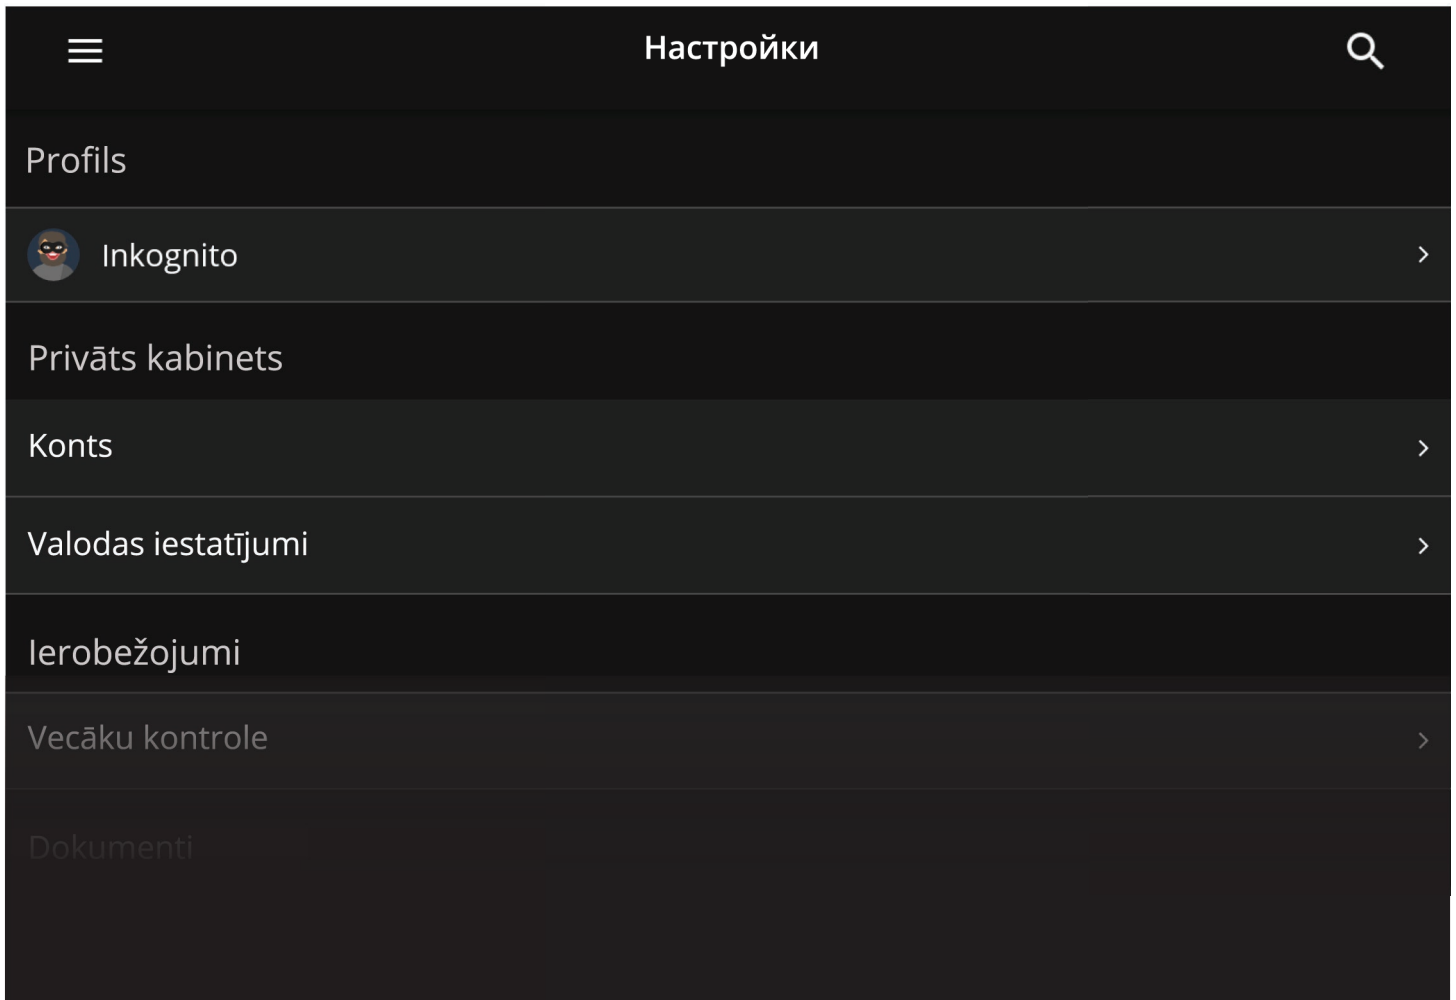 Настройки
Profils
Inkognito
Privāts kabinets
Konts
Valodas iestatījumi
Ierobežojumi
Vecāku kontrole
Dokumenti